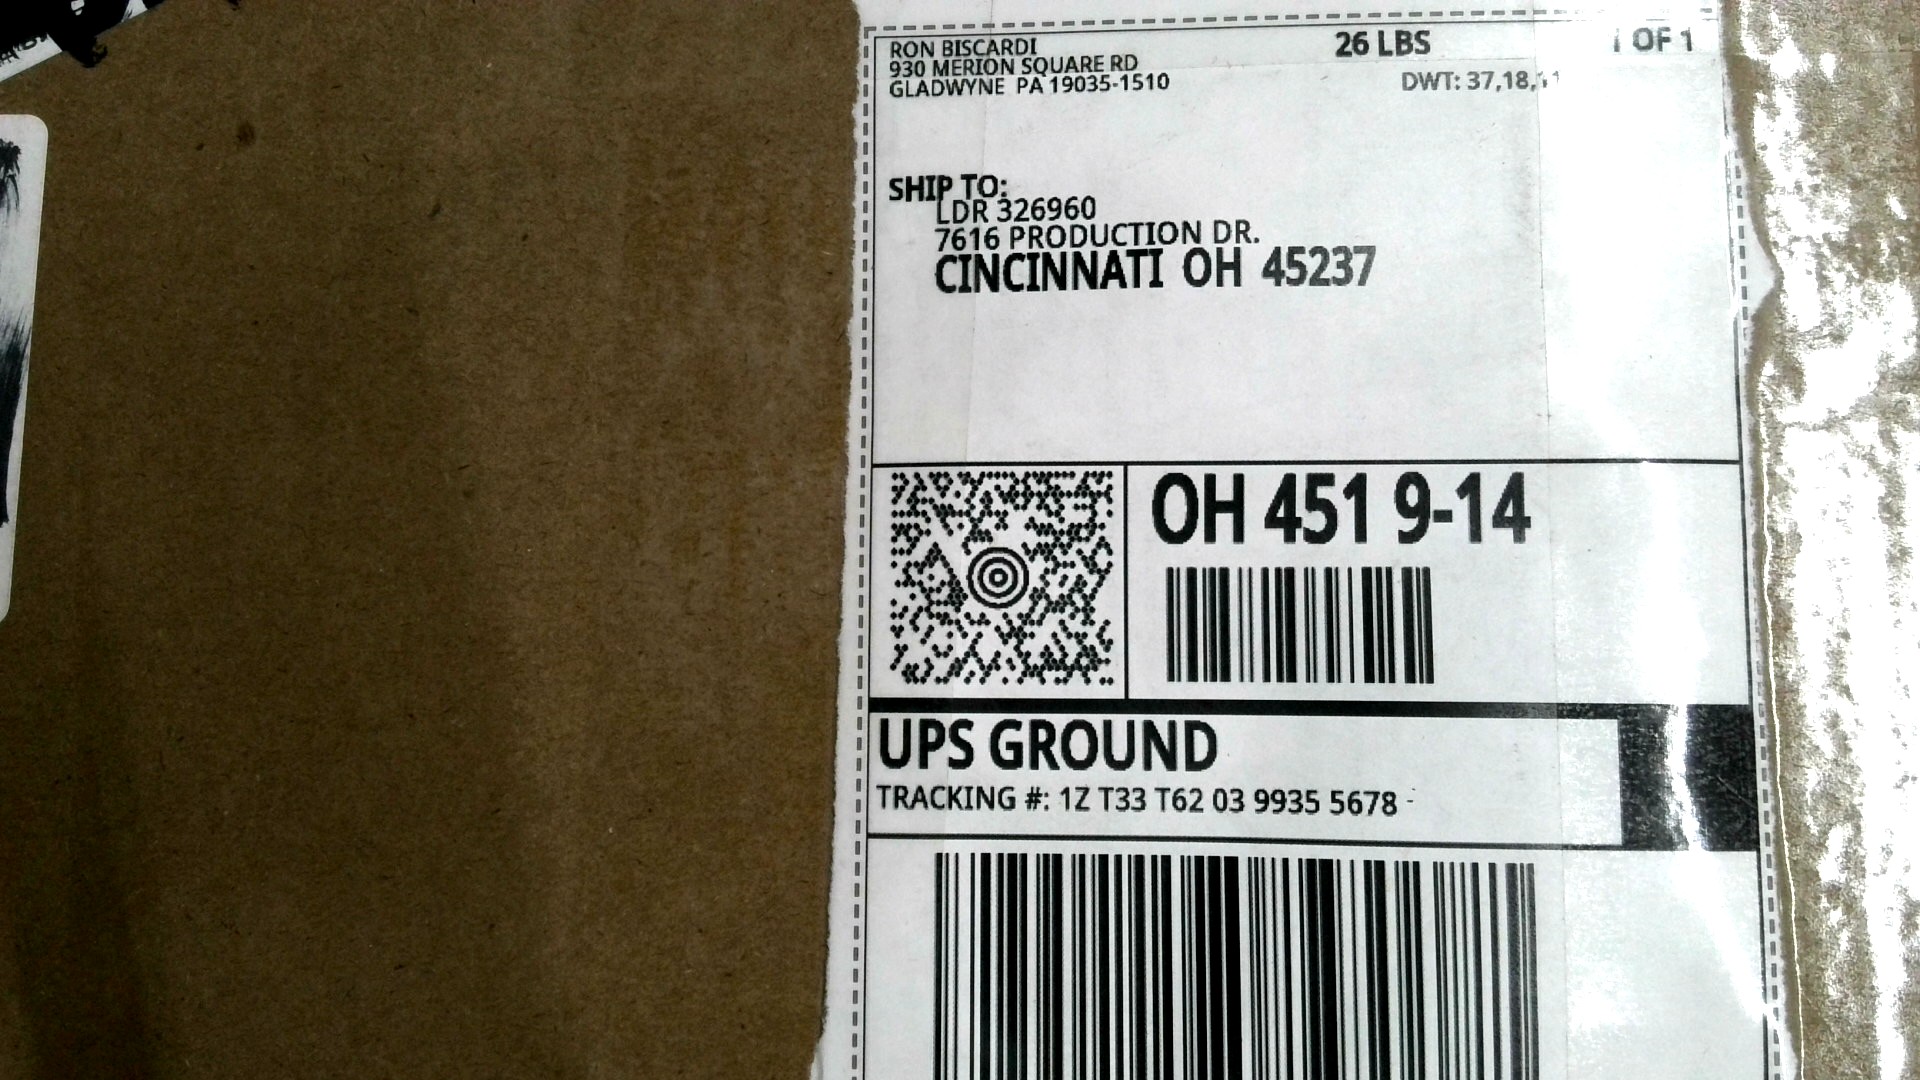 RON BISCARDI
930 MERION SQUARE RD
GLADWYNE PA 19035-1510
26 LBS
1 OF 1
DWT: 37,18,
SHIP TO:
LDR 326960
7616 PRODUCTION DR.
CINCINNATI OH 45237
OH 451 9-14
UPS GROUND
TRACKING #: 1Z T33 T62 03 9935 5678